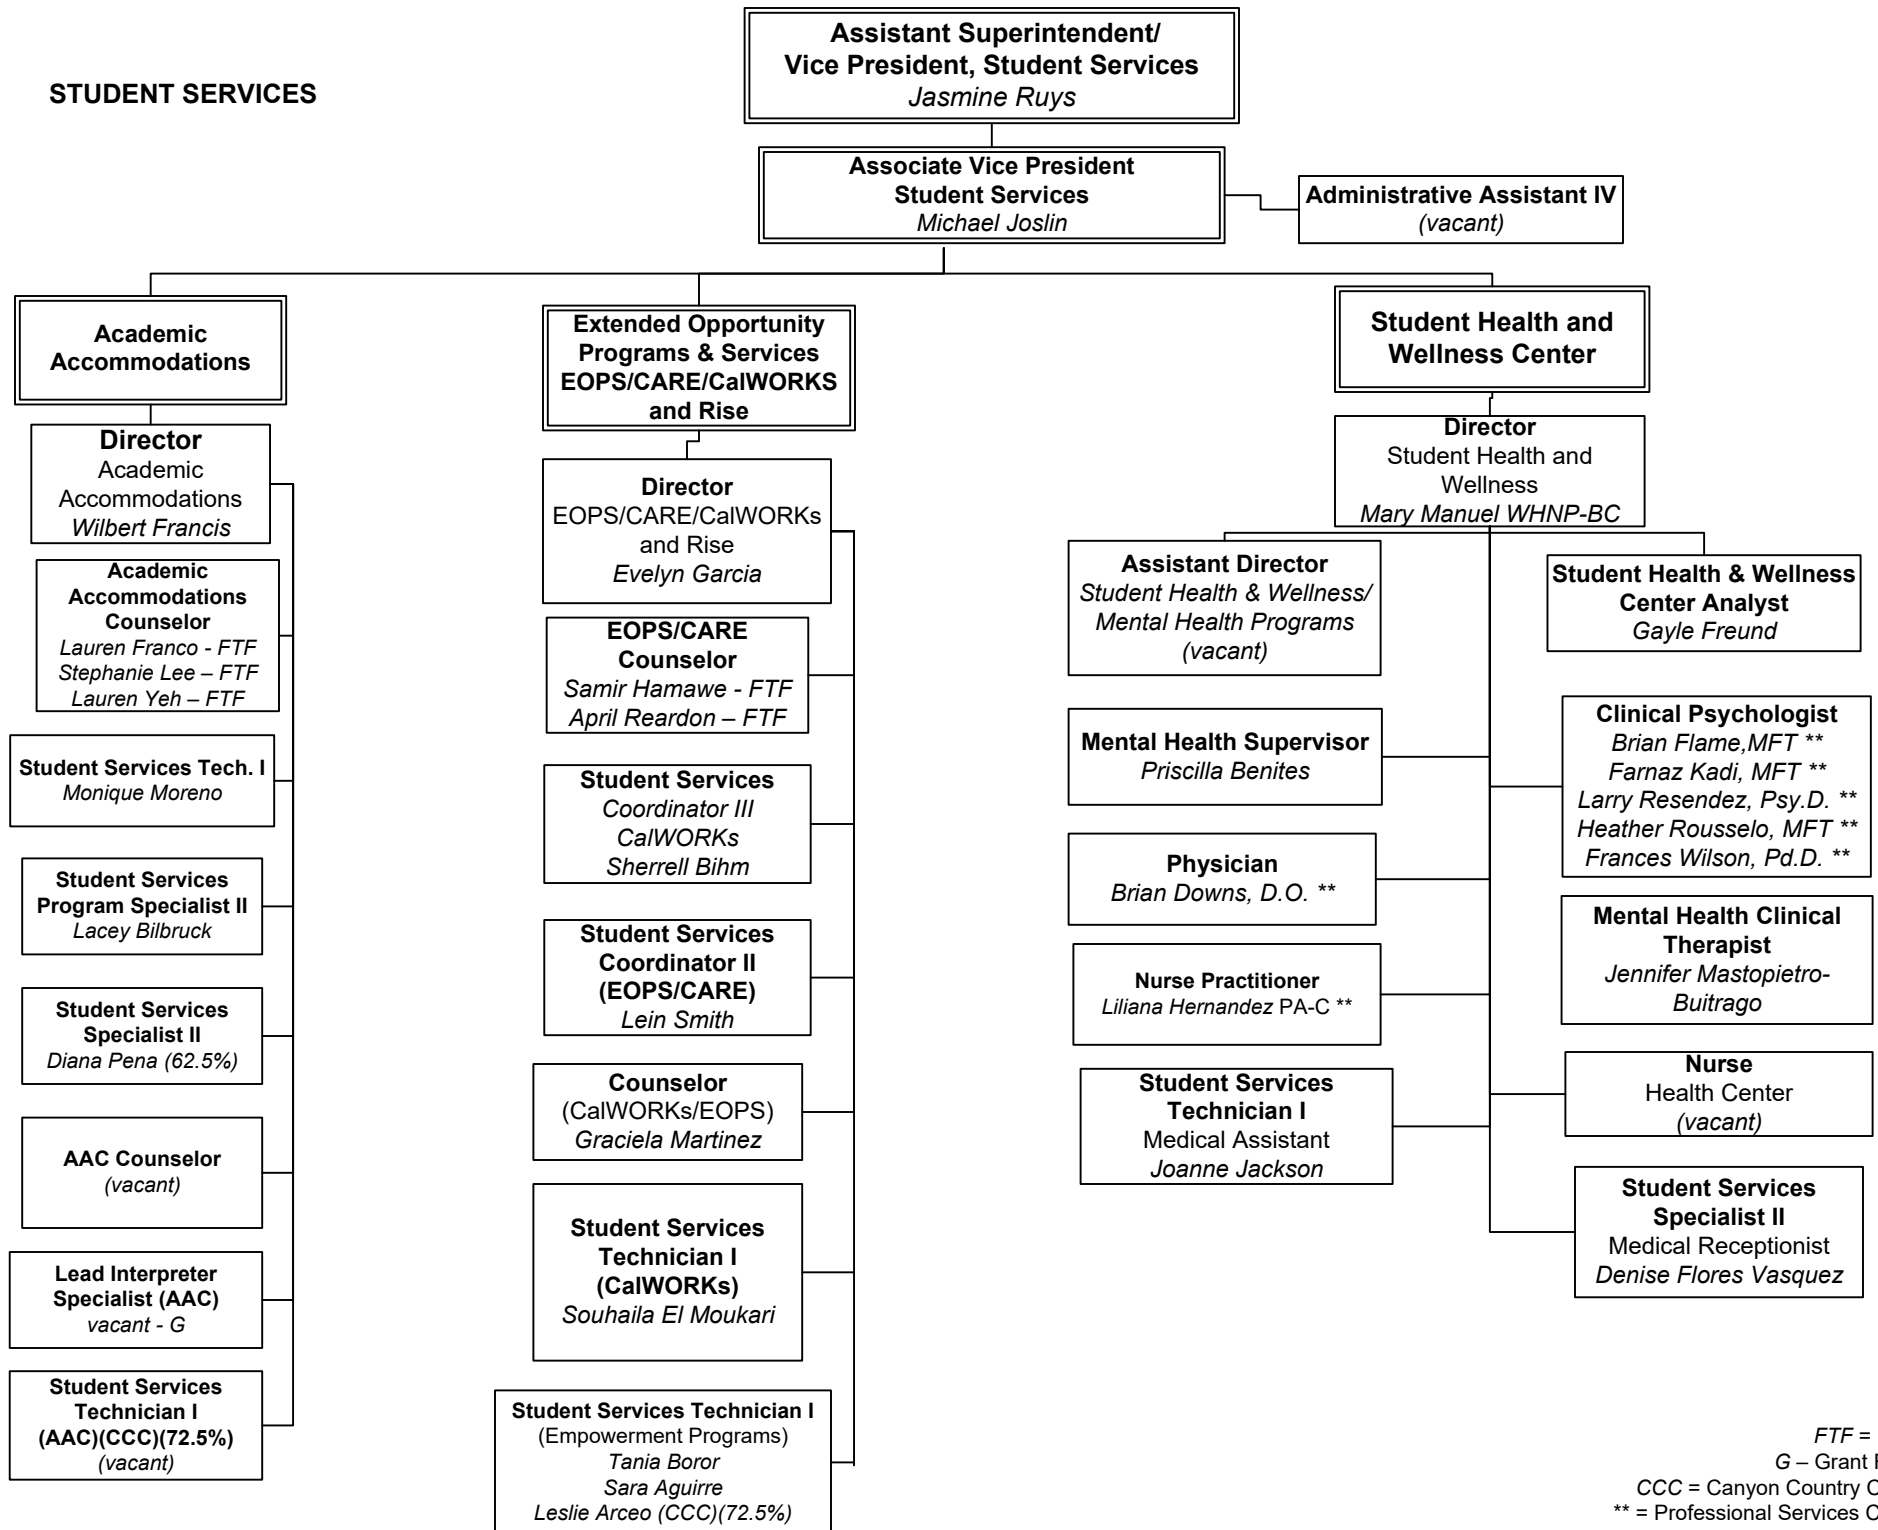 STUDENT SERVICES
Assistant Superintendent/
Vice President, Student Services
Jasmine Ruys
Associate Vice President
Student Services
Michael Joslin
Administrative Assistant IV
(vacant)
Academic
Accommodations
Director
Academic
Accommodations
Wilbert Francis
Academic
Accommodations
Counselor
Lauren Franco - FTF
Stephanie Lee – FTF
Lauren Yeh – FTF
Student Services Tech. I
Monique Moreno
Student Services
Program Specialist II
Lacey Bilbruck
Student Services
Specialist II
Diana Pena (62.5%)
AAC Counselor
(vacant)
Lead Interpreter
Specialist (AAC)
vacant - G
Student Services
Technician I
(AAC)(CCC)(72.5%)
(vacant)
Extended Opportunity
Programs & Services
EOPS/CARE/CalWORKS
and Rise
Director
EOPS/CARE/CalWORKs
and Rise
Evelyn Garcia
EOPS/CARE
Counselor
Samir Hamawe - FTF
April Reardon – FTF
Student Services
Coordinator III
CalWORKs
Sherrell Bihm
Student Services
Coordinator II
(EOPS/CARE)
Lein Smith
Counselor
(CalWORKs/EOPS)
Graciela Martinez
Student Services
Technician I
(CalWORKs)
Souhaila El Moukari
Student Services Technician I
(Empowerment Programs)
Tania Boror
Sara Aguirre
Leslie Arceo (CCC)(72.5%)
Student Health and
Wellness Center
Director
Student Health and
Wellness
Mary Manuel WHNP-BC
Assistant Director
Student Health & Wellness/
Mental Health Programs
(vacant)
Mental Health Supervisor
Priscilla Benites
Physician
Brian Downs, D.O. **
Nurse Practitioner
Liliana Hernandez PA-C **
Student Services
Technician I
Medical Assistant
Joanne Jackson
Student Health & Wellness
Center Analyst
Gayle Freund
Clinical Psychologist
Brian Flame,MFT **
Farnaz Kadi, MFT **
Larry Resendez, Psy.D. **
Heather Rousselo, MFT **
Frances Wilson, Pd.D. **
Mental Health Clinical
Therapist
Jennifer Mastopietro-
Buitrago
Nurse
Health Center
(vacant)
Student Services
Specialist II
Medical Receptionist
Denise Flores Vasquez
FTF =
G – Grant
CCC = Canyon Country
** = Professional Services